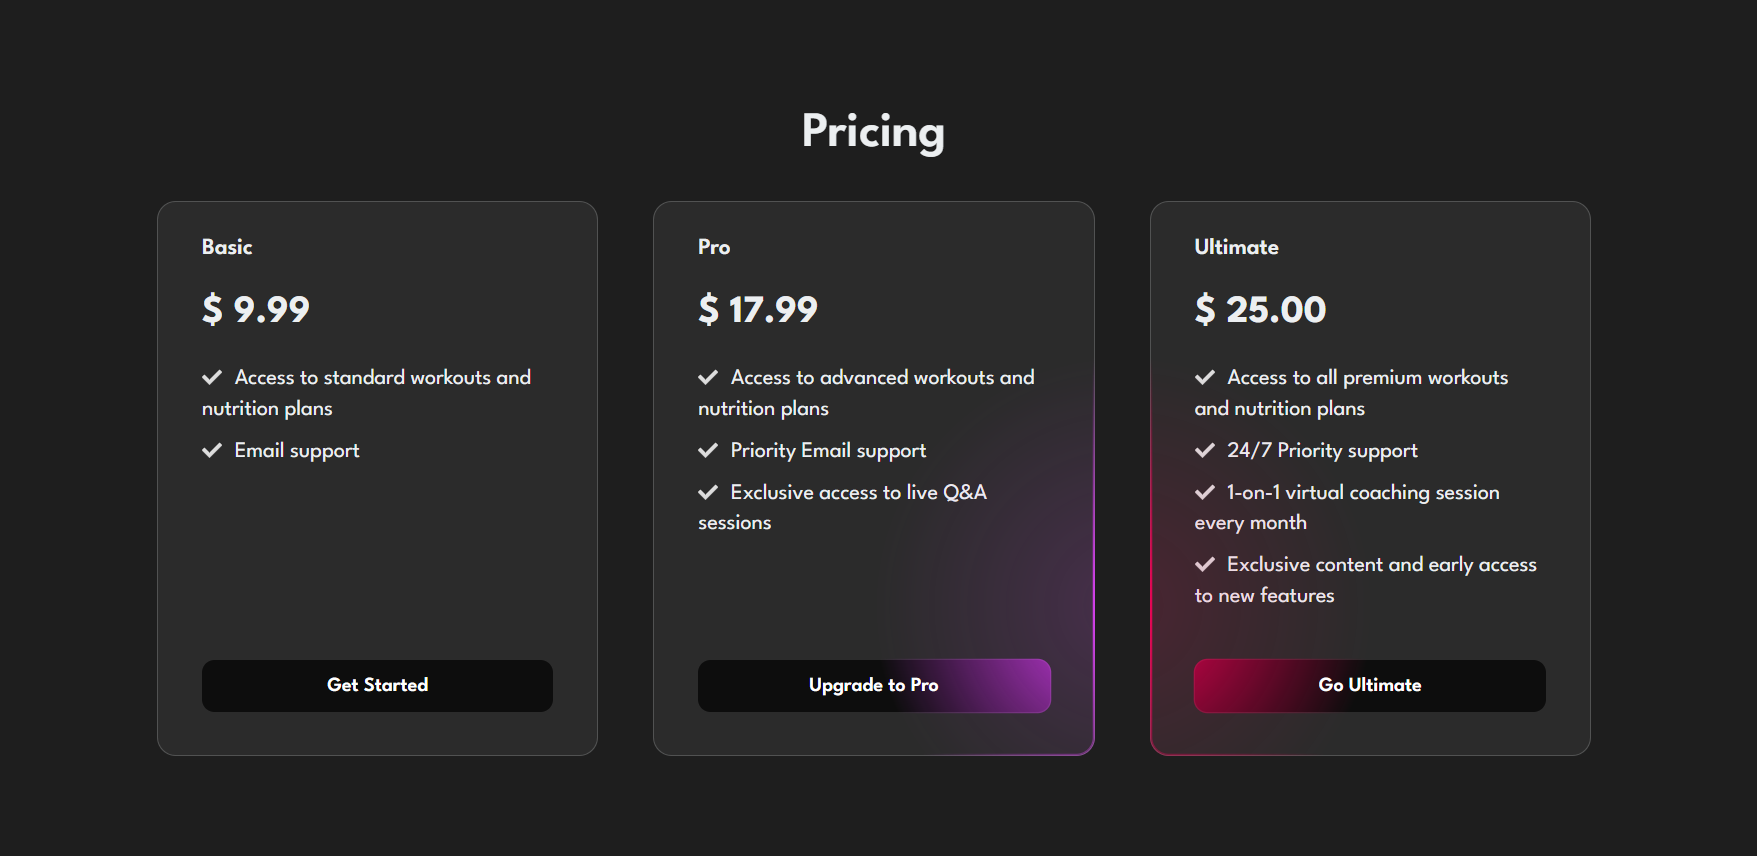 Pricing
Basic
$ 9.99
Access to standard workouts and
nutrition plans
Email support
Get Started
Pro
$ 17.99
Access to advanced workouts and
nutrition plans
Priority Email support
Exclusive access to live Q&A
sessions
Upgrade to Pro
Ultimate
$ 25.00
Access to all premium workouts
and nutrition plans
24/7 Priority support
1-on-1 virtual coaching session
every month
Exclusive content and early access
to new features
Go Ultimate